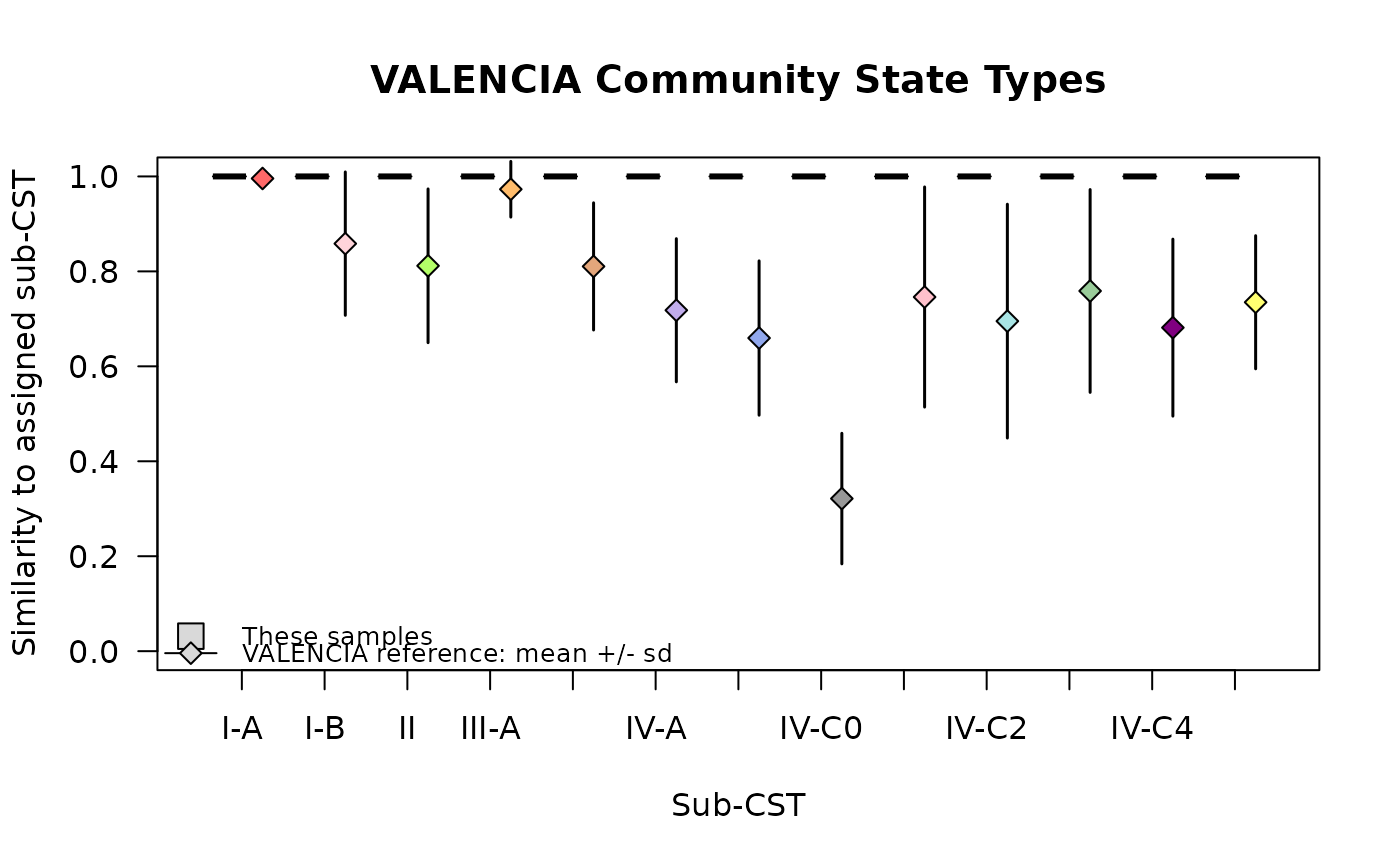 VALENCIA Community State Types
Similarity to assigned sub-CST
1.0
0.8
0.6
0.4
0.2
0.0
These samples
VALENCIA reference: mean +/- sd
I-A I-B II III-A IV-A IV-C0 IV-C2 IV-C4
Sub-CST